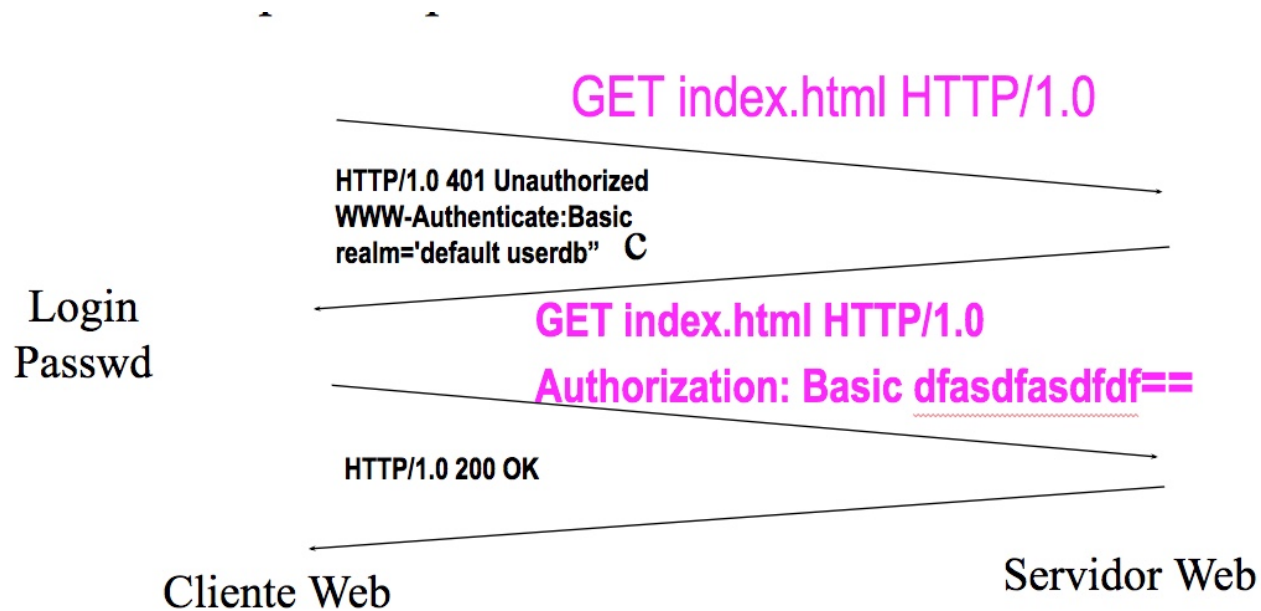 GET index.html HTTP/1.0
HTTP/1.0 401 Unauthorized
WWW-Authenticate:Basic
realm='default userdb” c
Login
Passwd
GET index.html HTTP/1.0
Authorization: Basic dfasdfasdfdf==
HTTP/1.0 200 OK
Cliente Web
Servidor Web